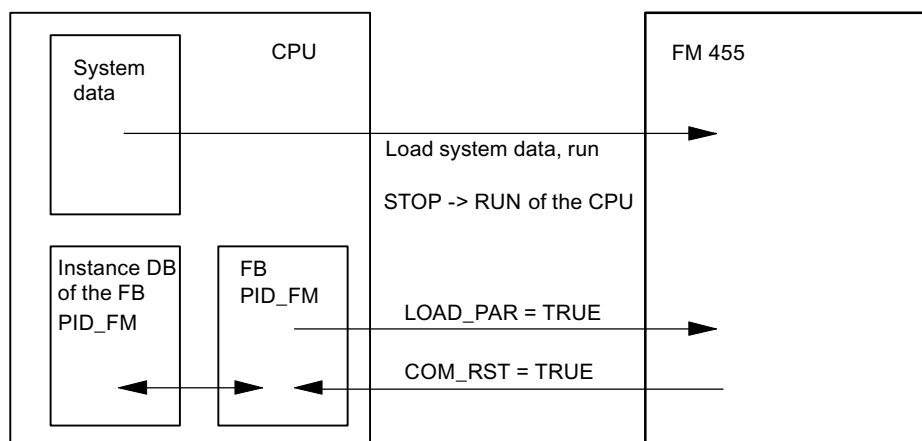 CPU
FM 455
System
data
Load system data, run
STOP -> RUN of the CPU
Instance DB
of the FB
PID_FM
FB
PID_FM
LOAD_PAR = TRUE
COM_RST = TRUE